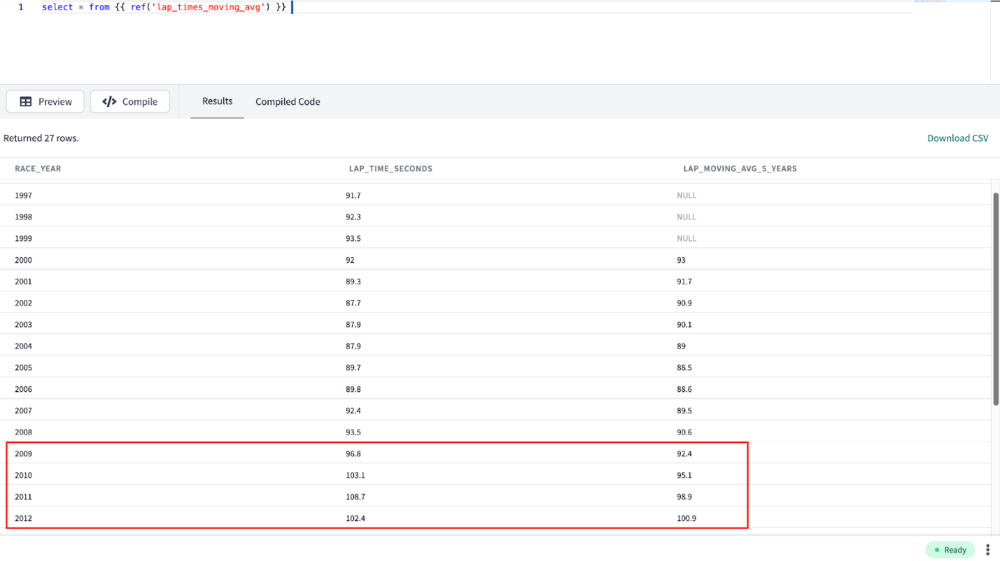 1 select * from {{ ref('lap_times_moving_avg') }}
Preview </> Compile Results Compiled Code
Returned 27 rows. Download CSV
RACE_YEAR LAP_TIME_SECONDS LAP_MOVING_AVG_5_YEARS
1997 91.7 NULL
1998 92.3 NULL
1999 93.5 NULL
2000 92 93
2001 89.3 91.7
2002 87.7 90.9
2003 87.9 90.1
2004 87.9 89
2005 89.7 88.5
2006 89.8 88.6
2007 92.4 89.5
2008 93.5 90.6
2009 96.8 92.4
2010 103.1 95.1
2011 108.7 98.9
2012 102.4 100.9
Ready